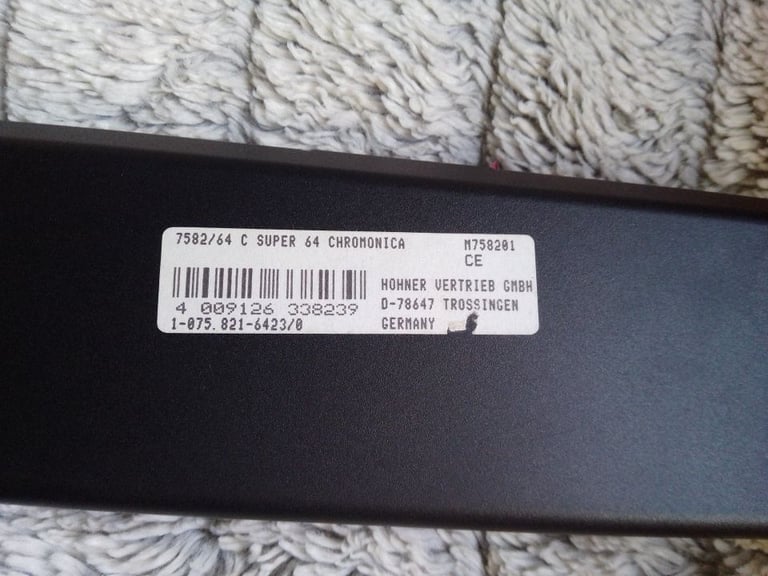 7582/64 C SUPER 64 CHROMONICA
M758201
CE
HOHNER VERTRIEB GMBH
D-78647 TROSSINGEN
GERMANY
4 009126 338239
1-075.821-6423/0